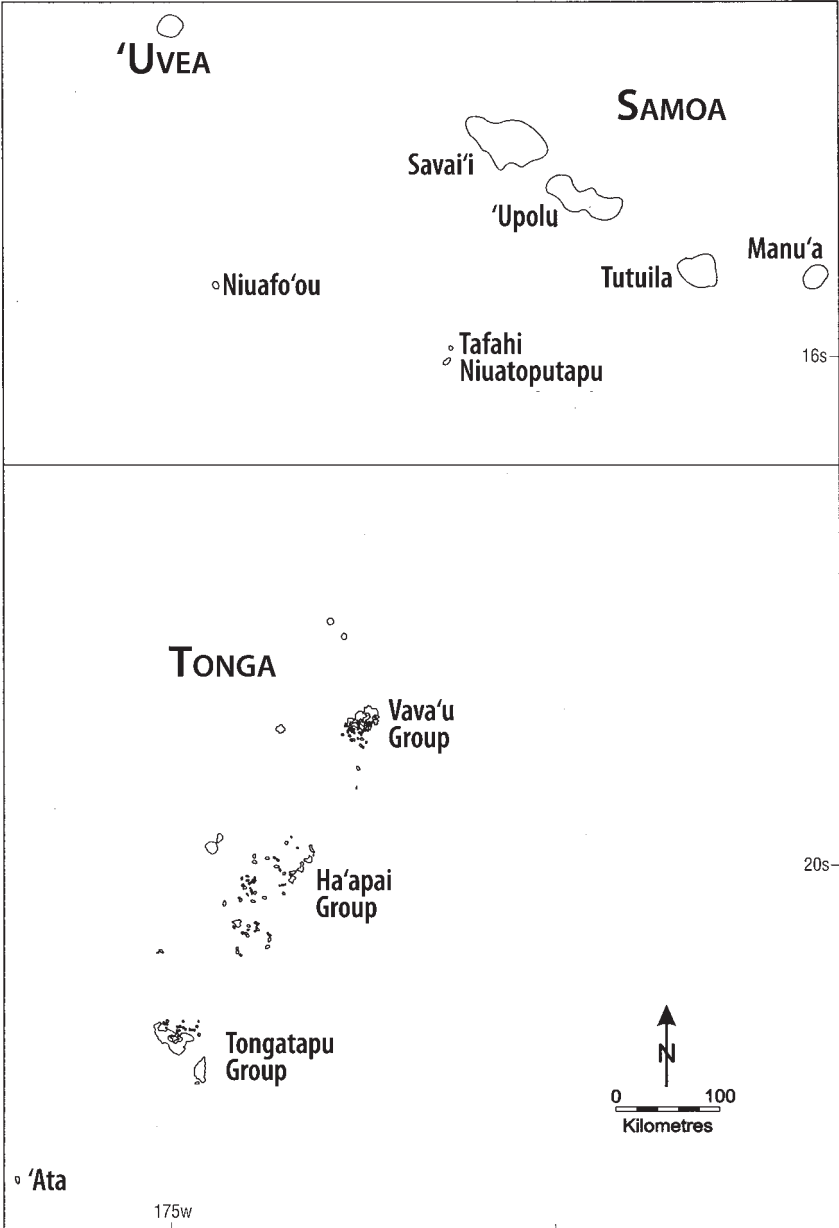 ‘UVEA
SAMOA
Savai‘i
‘Upolu
Manu‘a
Tutuila
Niuafo‘ou
Tafahi
Niuatoputapu
16s
TONGA
Vava‘u
Group
20s
Ha‘apai
Group
Tongatapu
Group
N
0 100
Kilometres
‘Ata
175w